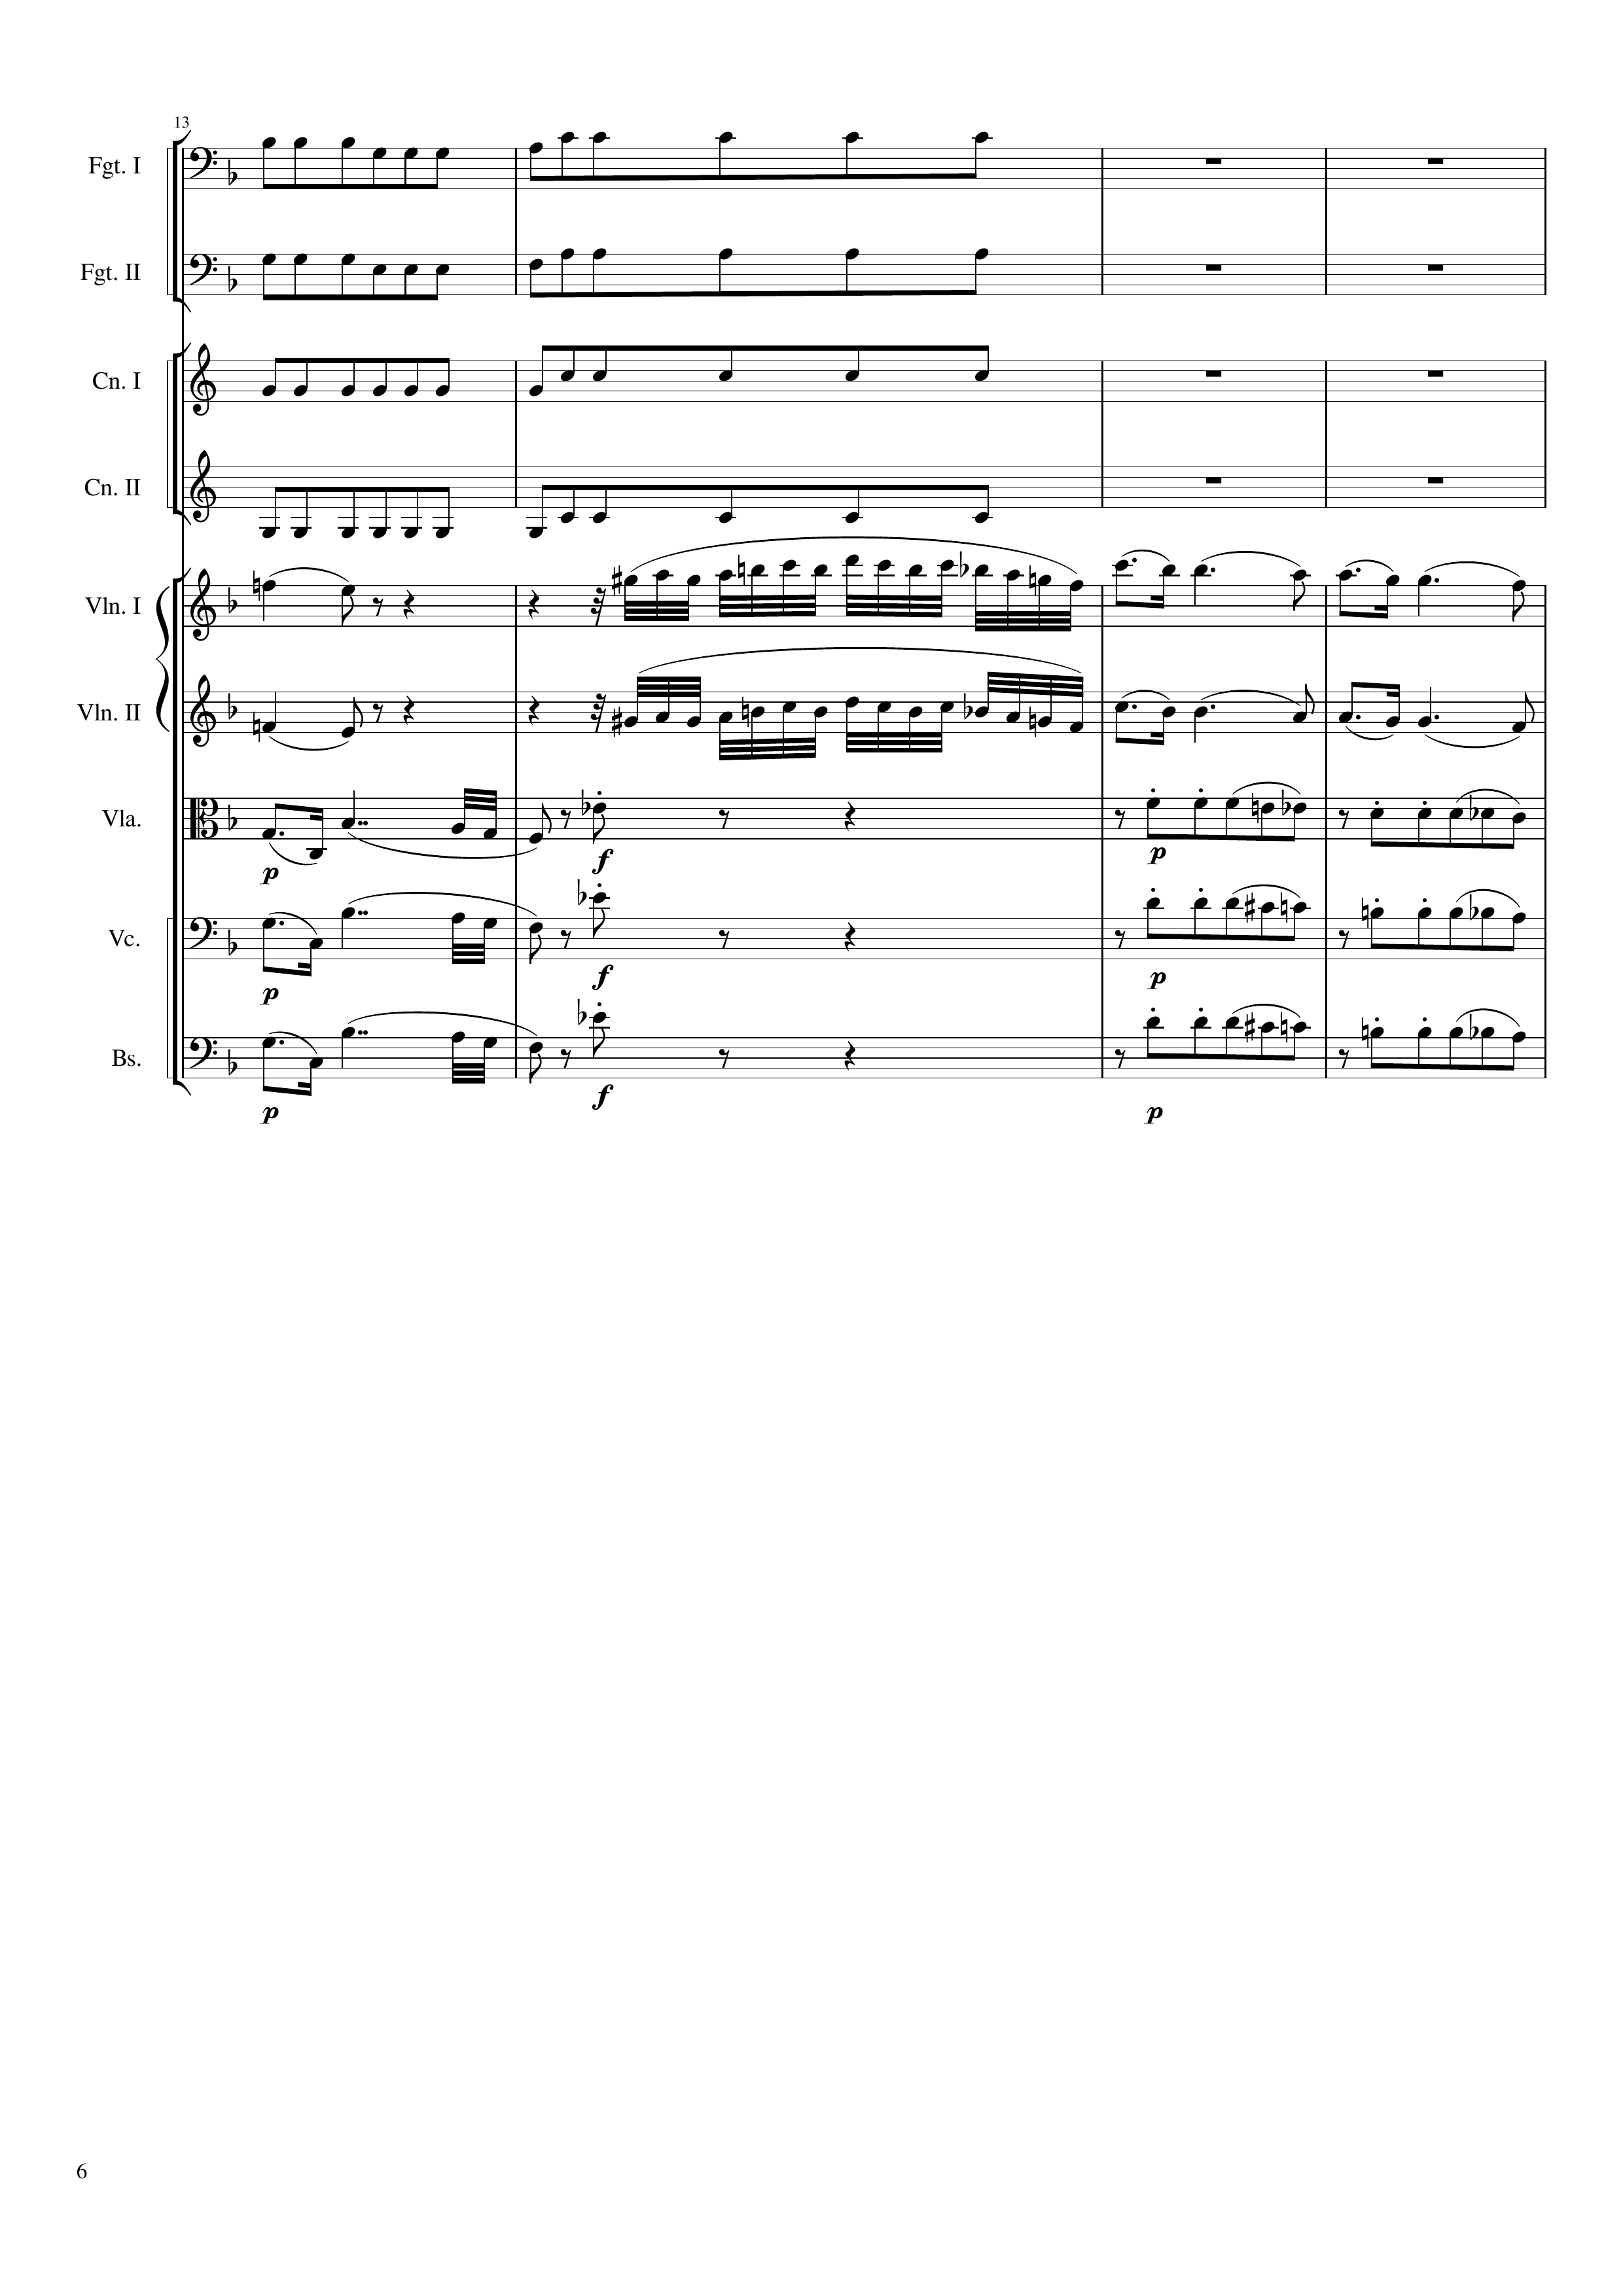 13
Fgt. I
Fgt. II
Cn. I
Cn. II
Vln. I
Vln. II
Vla.
p f p
Vc.
p f p
Bs.
p f p
6